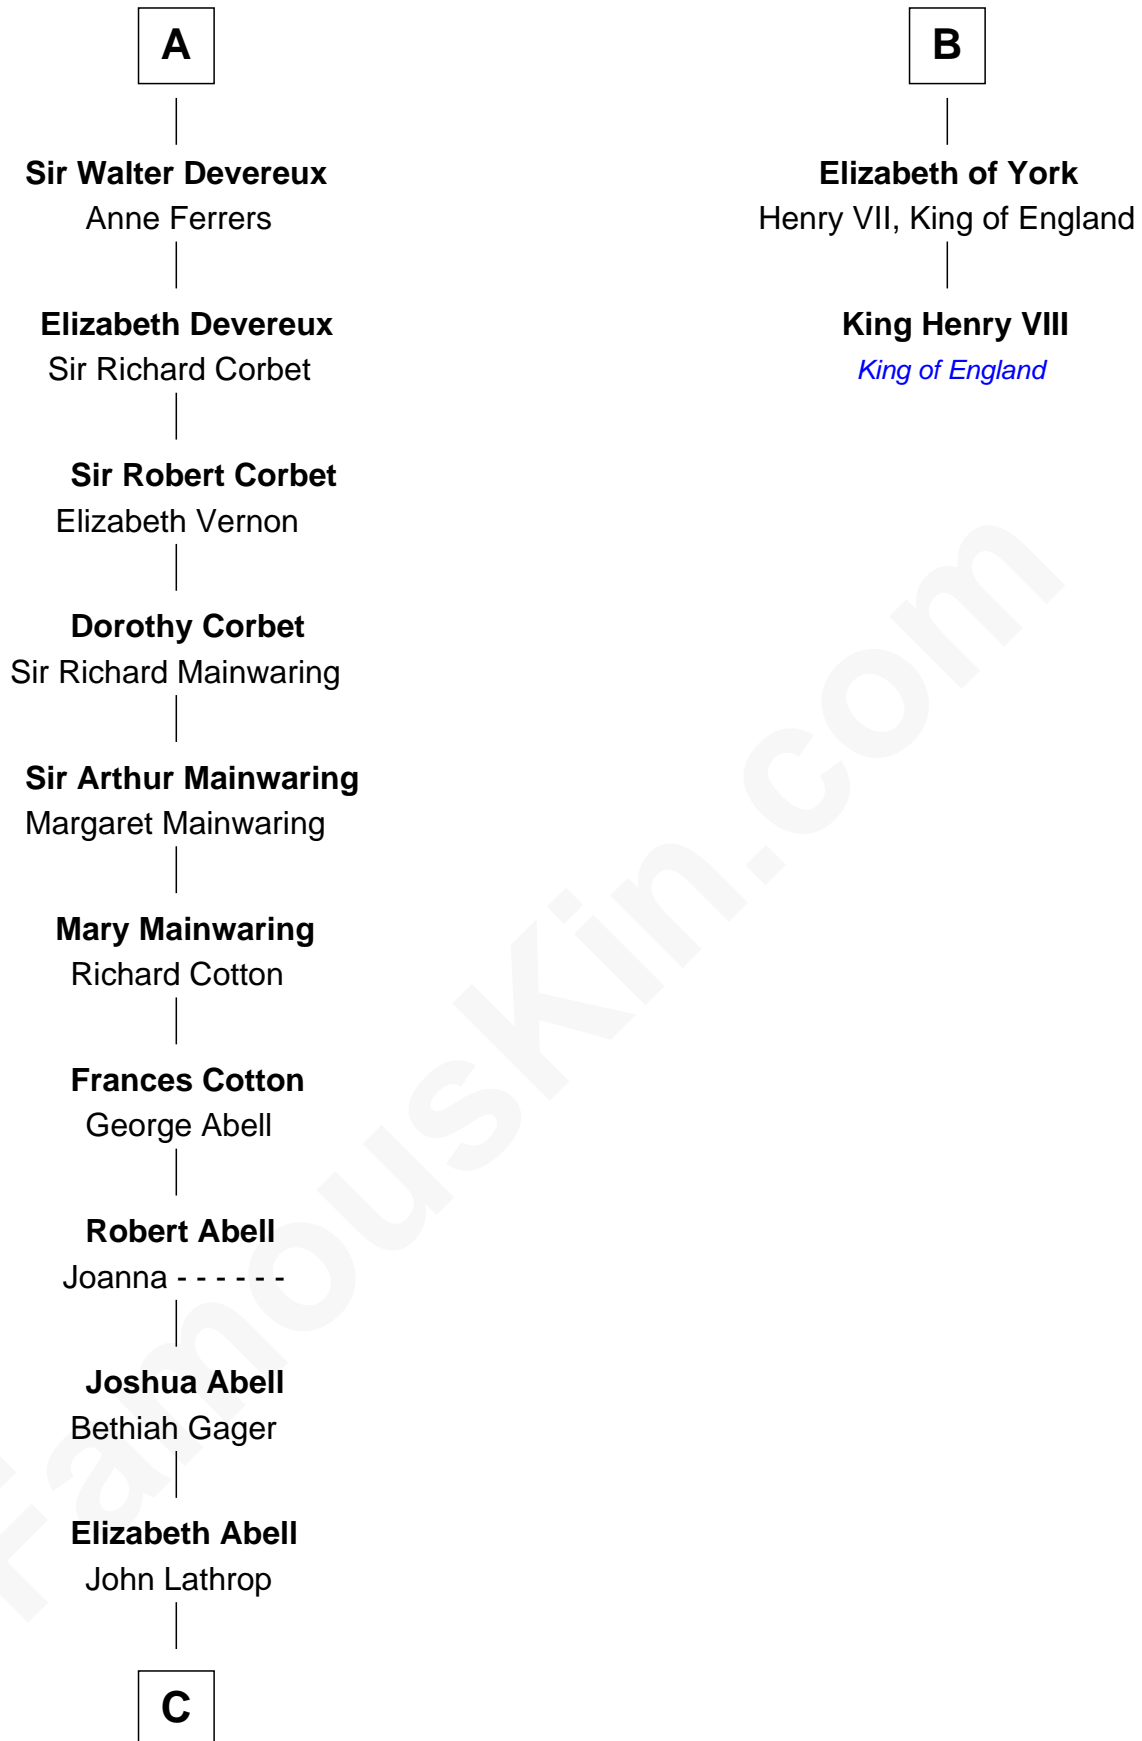 A
Sir Walter Devereux
Anne Ferrers
Elizabeth Devereux
Sir Richard Corbet
Sir Robert Corbet
Elizabeth Vernon
Dorothy Corbet
Sir Richard Mainwaring
Sir Arthur Mainwaring
Margaret Mainwaring
Mary Mainwaring
Richard Cotton
Frances Cotton
George Abell
Robert Abell
Joanna - - - - - -
Joshua Abell
Bethiah Gager
Elizabeth Abell
John Lathrop
C
B
Elizabeth of York
Henry VII, King of England
King Henry VIII
King of England
FamousKin.com